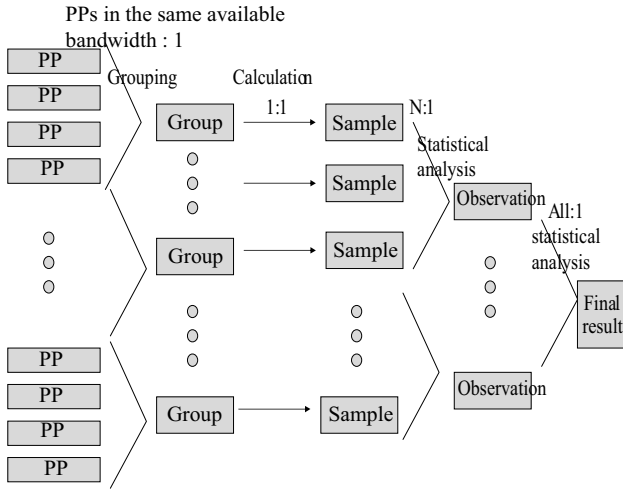 PPs in the same available
bandwidth : 1
PP
PP
PP
PP
Grouping
Calculation
1:1
N:1
Group
Sample
Statistical
analysis
Sample
Observation
All:1
statistical
analysis
Group
Sample
Final
result
PP
PP
PP
PP
Group
Sample
Observation